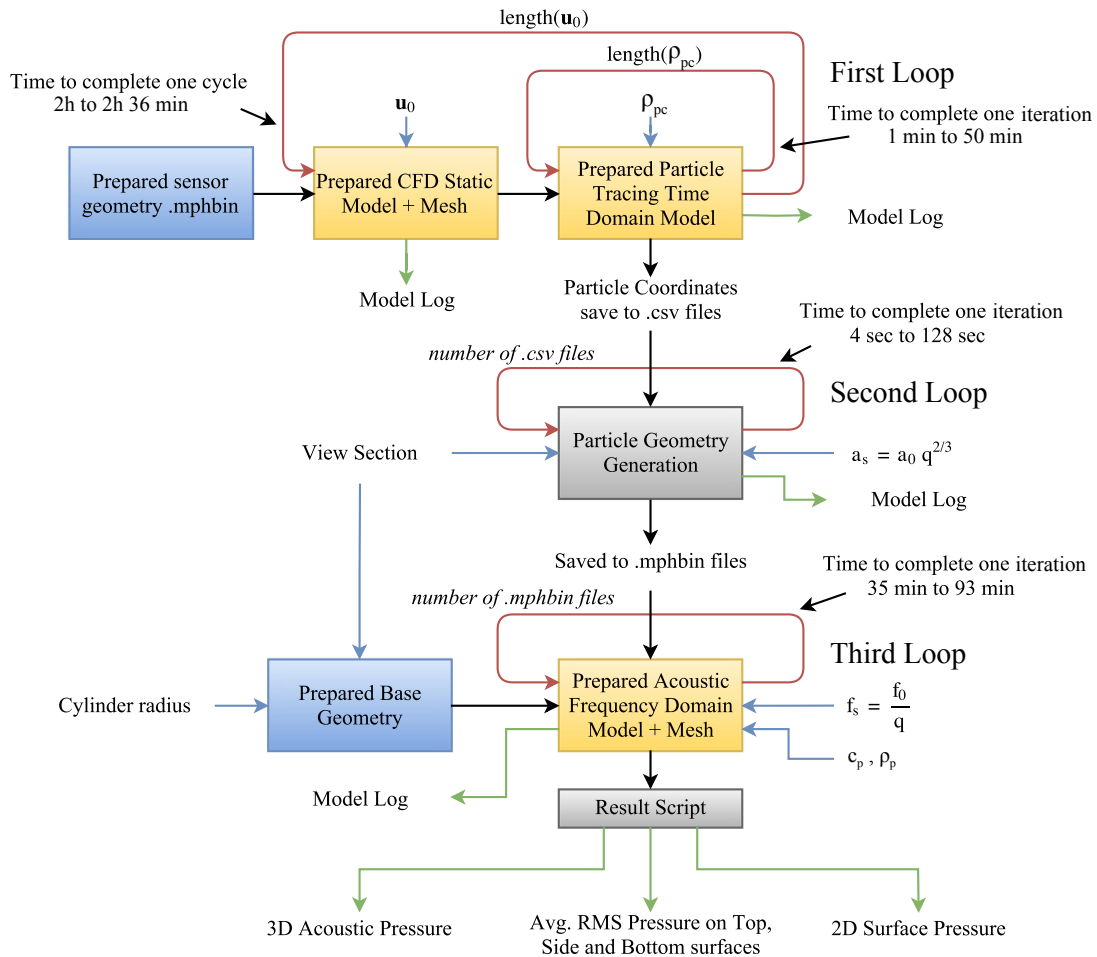 length(u₀)
Time to complete one cycle
2h to 2h 36 min
length(ρpc)
First Loop
u₀
ρpc
Time to complete one iteration
1 min to 50 min
Prepared sensor
geometry .mphbin
Prepared CFD Static
Model + Mesh
Prepared Particle
Tracing Time
Domain Model
Model Log
Model Log
Particle Coordinates
save to .csv files
Time to complete one iteration
4 sec to 128 sec
number of .csv files
Second Loop
View Section
Particle Geometry
Generation
aₛ = a₀ q^2/3
Model Log
Saved to .mphbin files
Time to complete one iteration
35 min to 93 min
number of .mphbin files
Third Loop
Cylinder radius
Prepared Base
Geometry
Prepared Acoustic
Frequency Domain
Model + Mesh
fₛ = f₀/q
cₚ , ρₚ
Model Log
Result Script
3D Acoustic Pressure
Avg. RMS Pressure on Top,
Side and Bottom surfaces
2D Surface Pressure